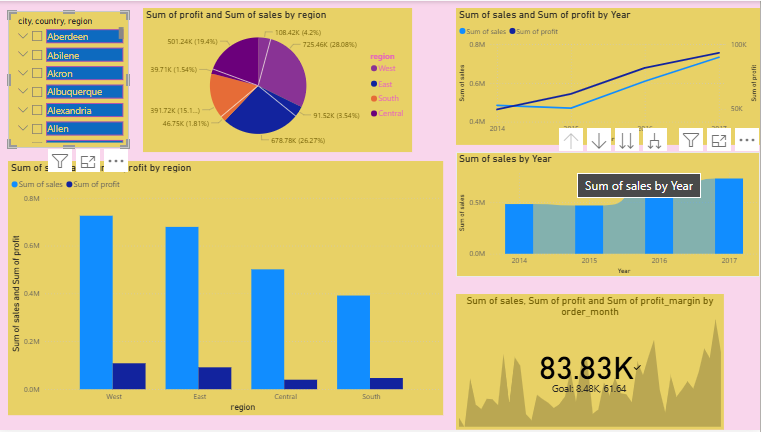 city, country, region
Aberdeen
Abilene
Akron
Albuquerque
Alexandria
Allen
Sum of profit and Sum of sales by region
108.42K (4.2%)
725.46K (28.08%)
91.52K (3.54%)
678.78K (26.27%)
46.75K (1.81%)
391.72K (15.1...)
39.71K (1.54%)
501.24K (19.4%)
region
West
East
South
Central
Sum of sales and Sum of profit by Year
Sum of sales
Sum of profit
0.8M
0.6M
0.4M
Sum of sales
100K
50K
Sum of profit
2014
2017
Sum of profit by region
Sum of sales
Sum of profit
0.8M
0.6M
0.4M
0.2M
0.0M
Sum of sales and Sum of profit
West
East
Central
South
region
Sum of sales by Year
Sum of sales by Year
0.5M
0.0M
Sum of sales
2014
2015
2016
2017
Year
Sum of sales, Sum of profit and Sum of profit_margin by
order_month
83.83K
Goal: 8.48K, 61.64